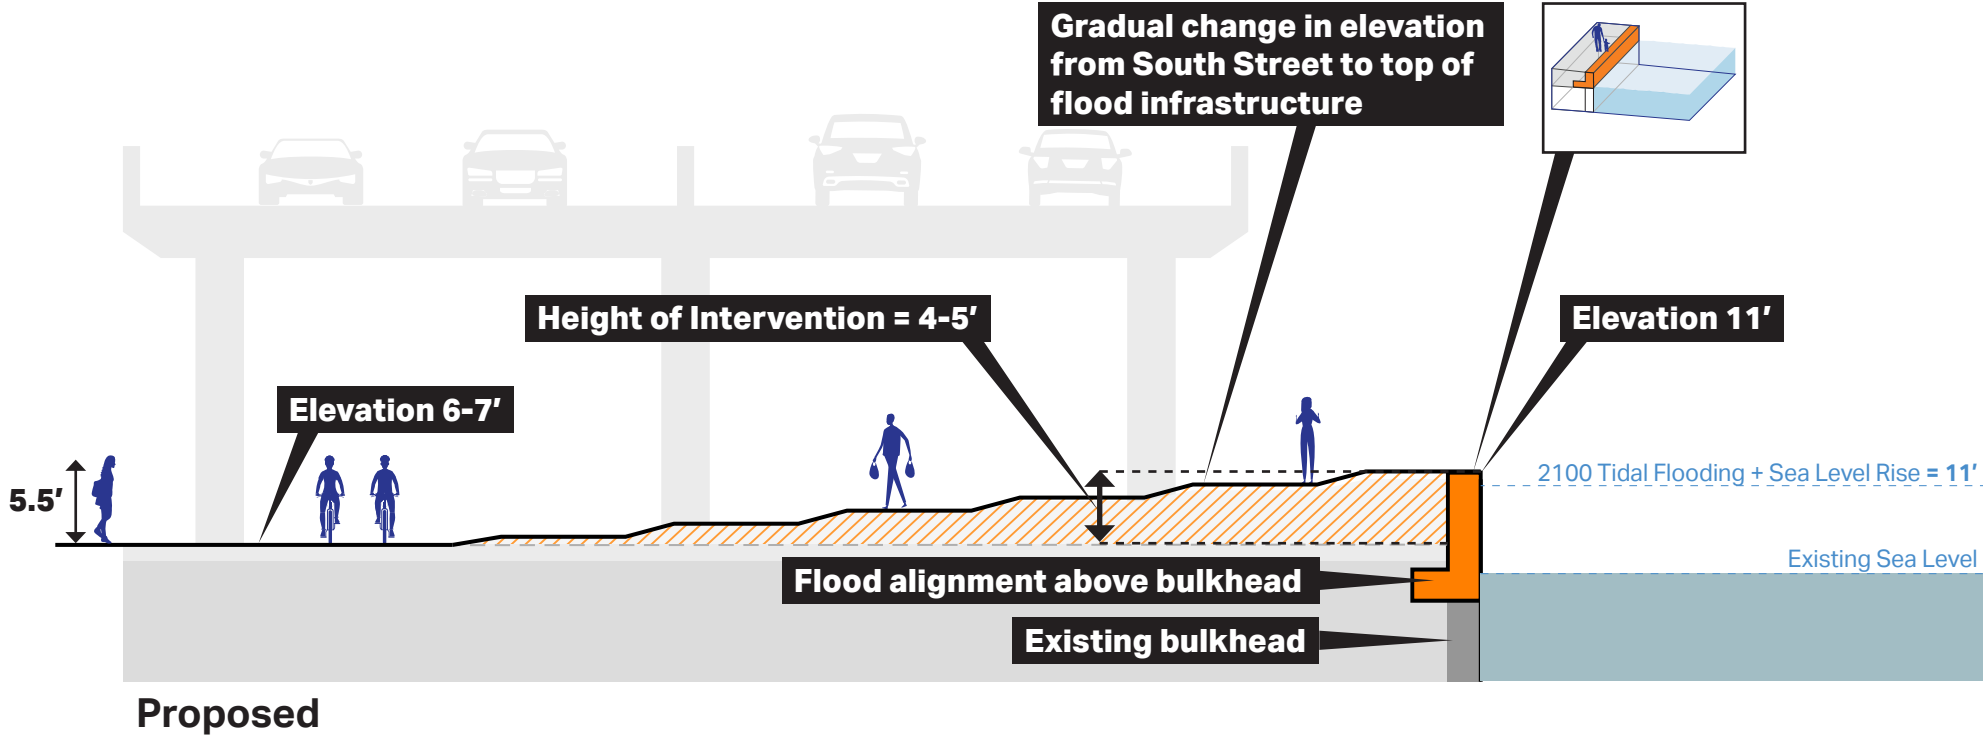 Gradual change in elevation
from South Street to top of
flood infrastructure
Height of Intervention = 4-5′
Elevation 11′
Elevation 6-7′
5.5′
2100 Tidal Flooding + Sea Level Rise = 11′
Existing Sea Level
Flood alignment above bulkhead
Existing bulkhead
Proposed